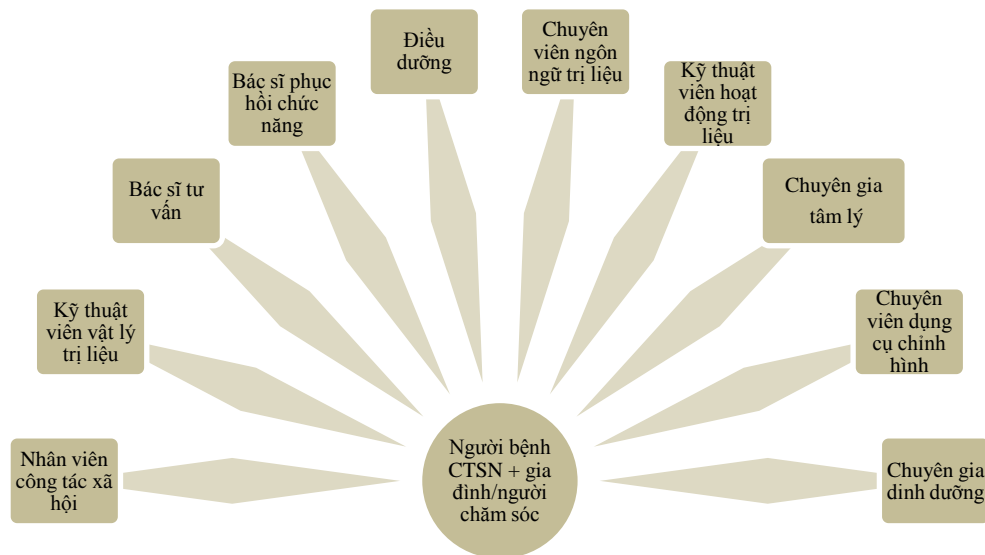 Nhân viên
công tác xã
hội
Kỹ thuật
viên vật lý
trị liệu
Bác sĩ tư
vấn
Bác sĩ phục
hồi chức
năng
Điều
dưỡng
Chuyên
viên ngôn
ngữ trị liệu
Kỹ thuật
viên hoạt
động trị
liệu
Chuyên gia
tâm lý
Chuyên
viên dụng
cụ chỉnh
hình
Chuyên gia
dinh dưỡng
Người bệnh
CTSN + gia
đình/người
chăm sóc